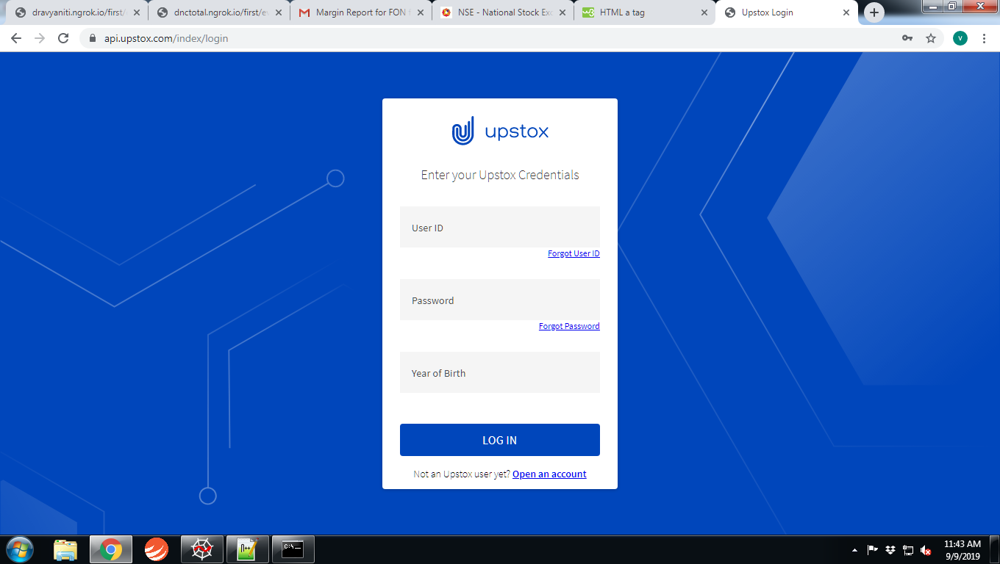 dravyaniti.ngrok.io/first/
dnctotal.ngrok.io/first/ev
Margin Report for FON f
NSE - National Stock Exc
w3
HTML a tag
Upstox Login
api.upstox.com/index/login
v
upstox
Enter your Upstox Credentials
User ID
Forgot User ID
Password
Forgot Password
Year of Birth
LOG IN
Not an Upstox user yet? Open an account
C:\
11:43 AM
9/9/2019